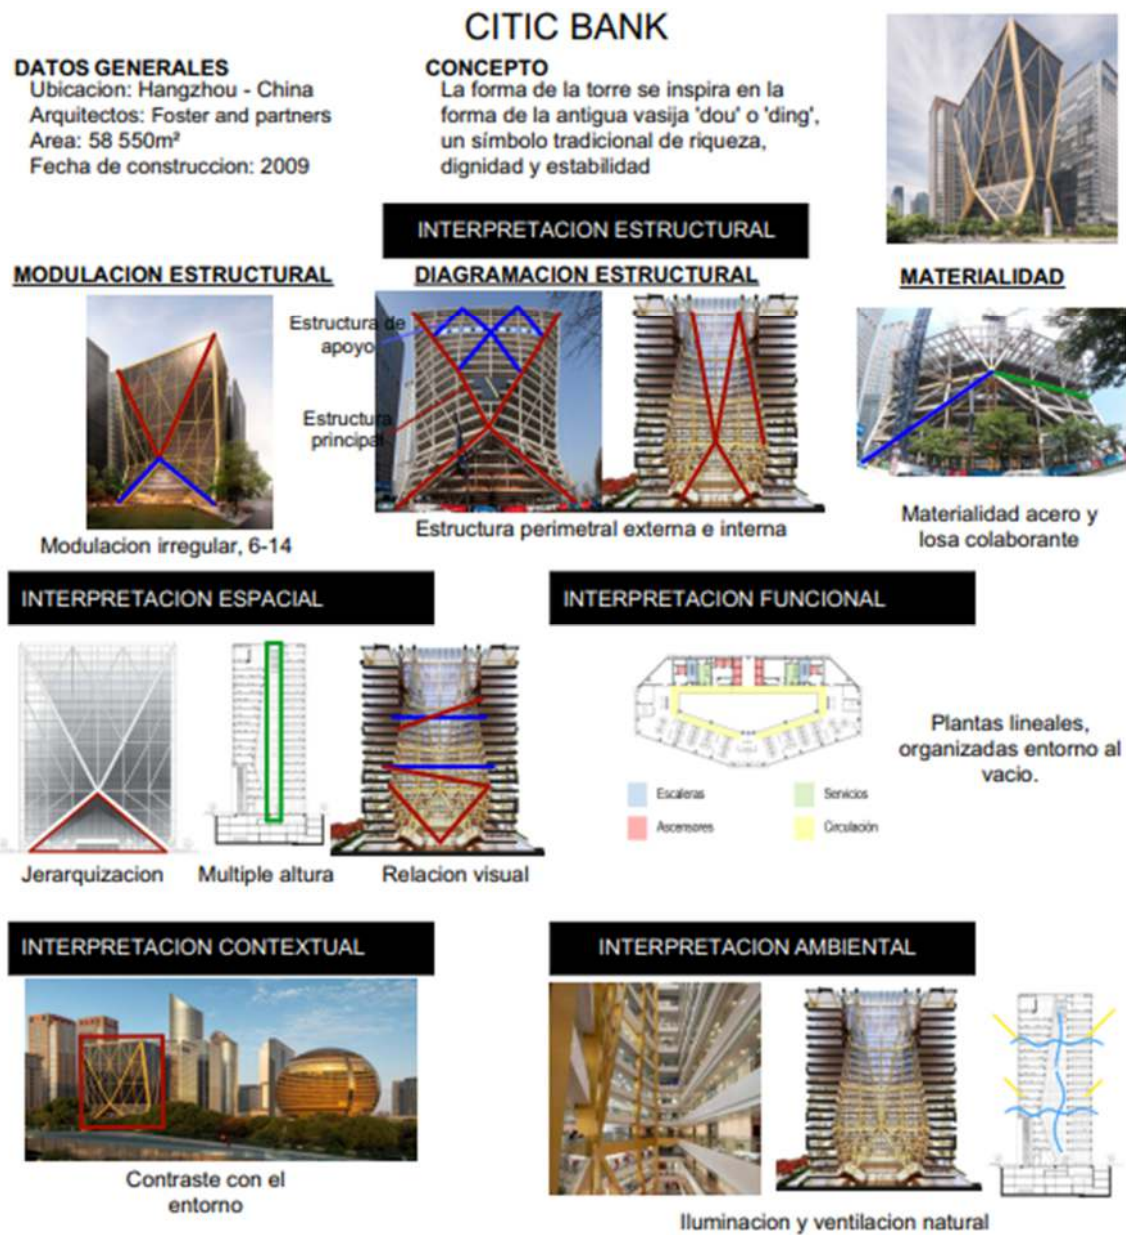 CITIC BANK
DATOS GENERALES
Ubicacion: Hangzhou - China
Arquitectos: Foster and partners
Area: 58 550m²
Fecha de construccion: 2009
CONCEPTO
La forma de la torre se inspira en la
forma de la antigua vasija 'dou' o 'ding',
un símbolo tradicional de riqueza,
dignidad y estabilidad
INTERPRETACION ESTRUCTURAL
MODULACION ESTRUCTURAL
Modulacion irregular, 6-14
DIAGRAMACION ESTRUCTURAL
Estructura de
apoyo
Estructura
principal
Estructura perimetral externa e interna
MATERIALIDAD
Materialidad acero y
losa colaborante
INTERPRETACION ESPACIAL
Jerarquizacion
Multiple altura
Relacion visual
INTERPRETACION FUNCIONAL
Escaleras
Servicios
Ascensores
Circulación
Plantas lineales,
organizadas entorno al
vacio.
INTERPRETACION CONTEXTUAL
Contraste con el
entorno
INTERPRETACION AMBIENTAL
Iluminacion y ventilacion natural